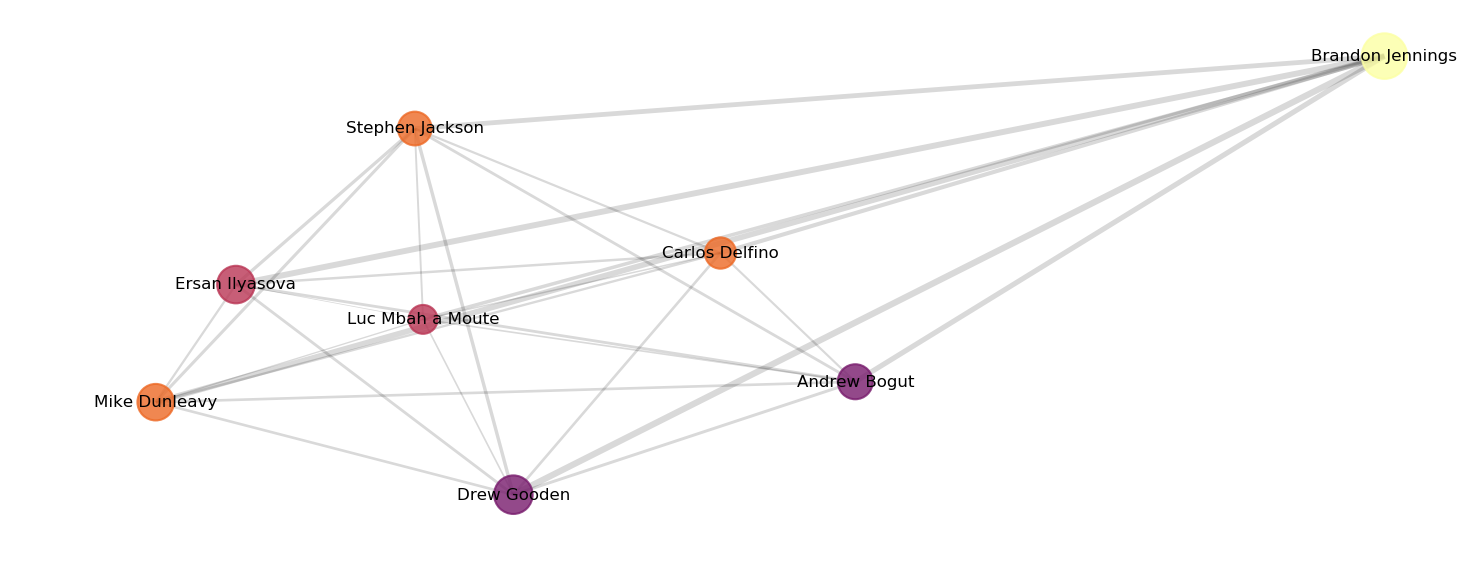 Brandon Jennings
Stephen Jackson
Carlos Delfino
Ersan Ilyasova
Luc Mbah a Moute
Andrew Bogut
Mike Dunleavy
Drew Gooden